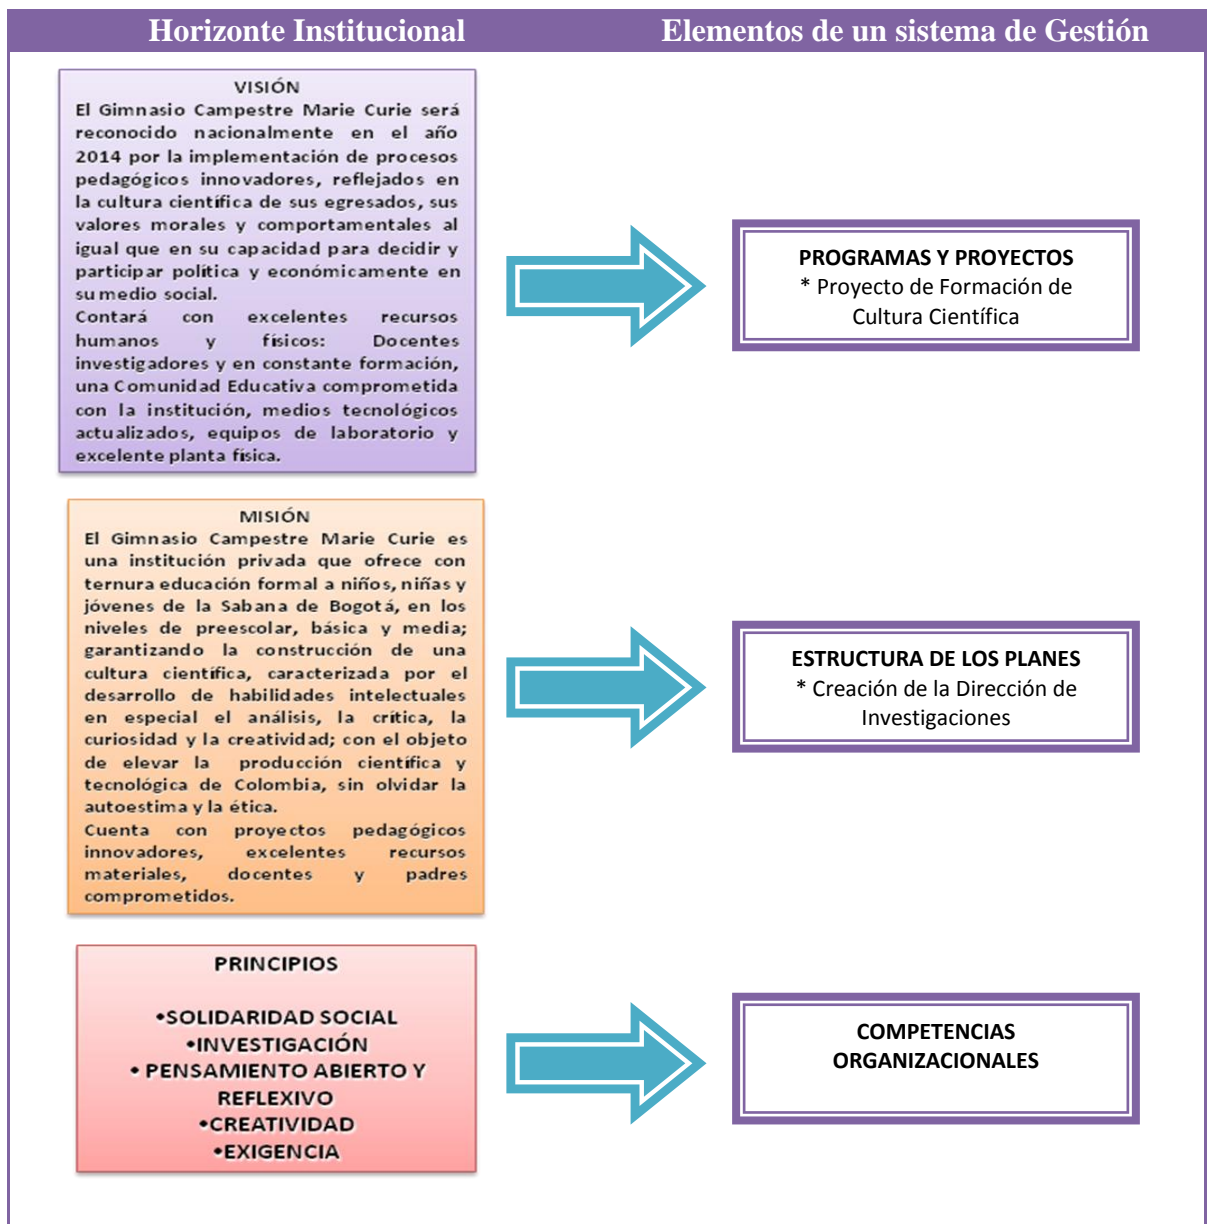 Horizonte Institucional
Elementos de un sistema de Gestión
VISIÓN
El Gimnasio Campestre Marie Curie será
reconocido nacionalmente en el año
2014 por la implementación de procesos
pedagógicos innovadores, reflejados en
la cultura científica de sus egresados, sus
valores morales y comportamentales al
igual que en su capacidad para decidir y
participar política y económicamente en
su medio social.
Contará con excelentes recursos
humanos y físicos: Docentes
investigadores y en constante formación,
una Comunidad Educativa comprometida
con la institución, medios tecnológicos
actualizados, equipos de laboratorio y
excelente planta física.
PROGRAMAS Y PROYECTOS
* Proyecto de Formación de
Cultura Científica
MISIÓN
El Gimnasio Campestre Marie Curie es
una institución privada que ofrece con
ternura educación formal a niños, niñas y
jóvenes de la Sabana de Bogotá, en los
niveles de preescolar, básica y media;
garantizando la construcción de una
cultura científica, caracterizada por el
desarrollo de habilidades intelectuales
en especial el análisis, la crítica, la
curiosidad y la creatividad; con el objeto
de elevar la producción científica y
tecnológica de Colombia, sin olvidar la
autoestima y la ética.
Cuenta con proyectos pedagógicos
innovadores, excelentes recursos
materiales, docentes y padres
comprometidos.
ESTRUCTURA DE LOS PLANES
* Creación de la Dirección de
Investigaciones
PRINCIPIOS
•SOLIDARIDAD SOCIAL
•INVESTIGACIÓN
• PENSAMIENTO ABIERTO Y
REFLEXIVO
•CREATIVIDAD
•EXIGENCIA
COMPETENCIAS
ORGANIZACIONALES